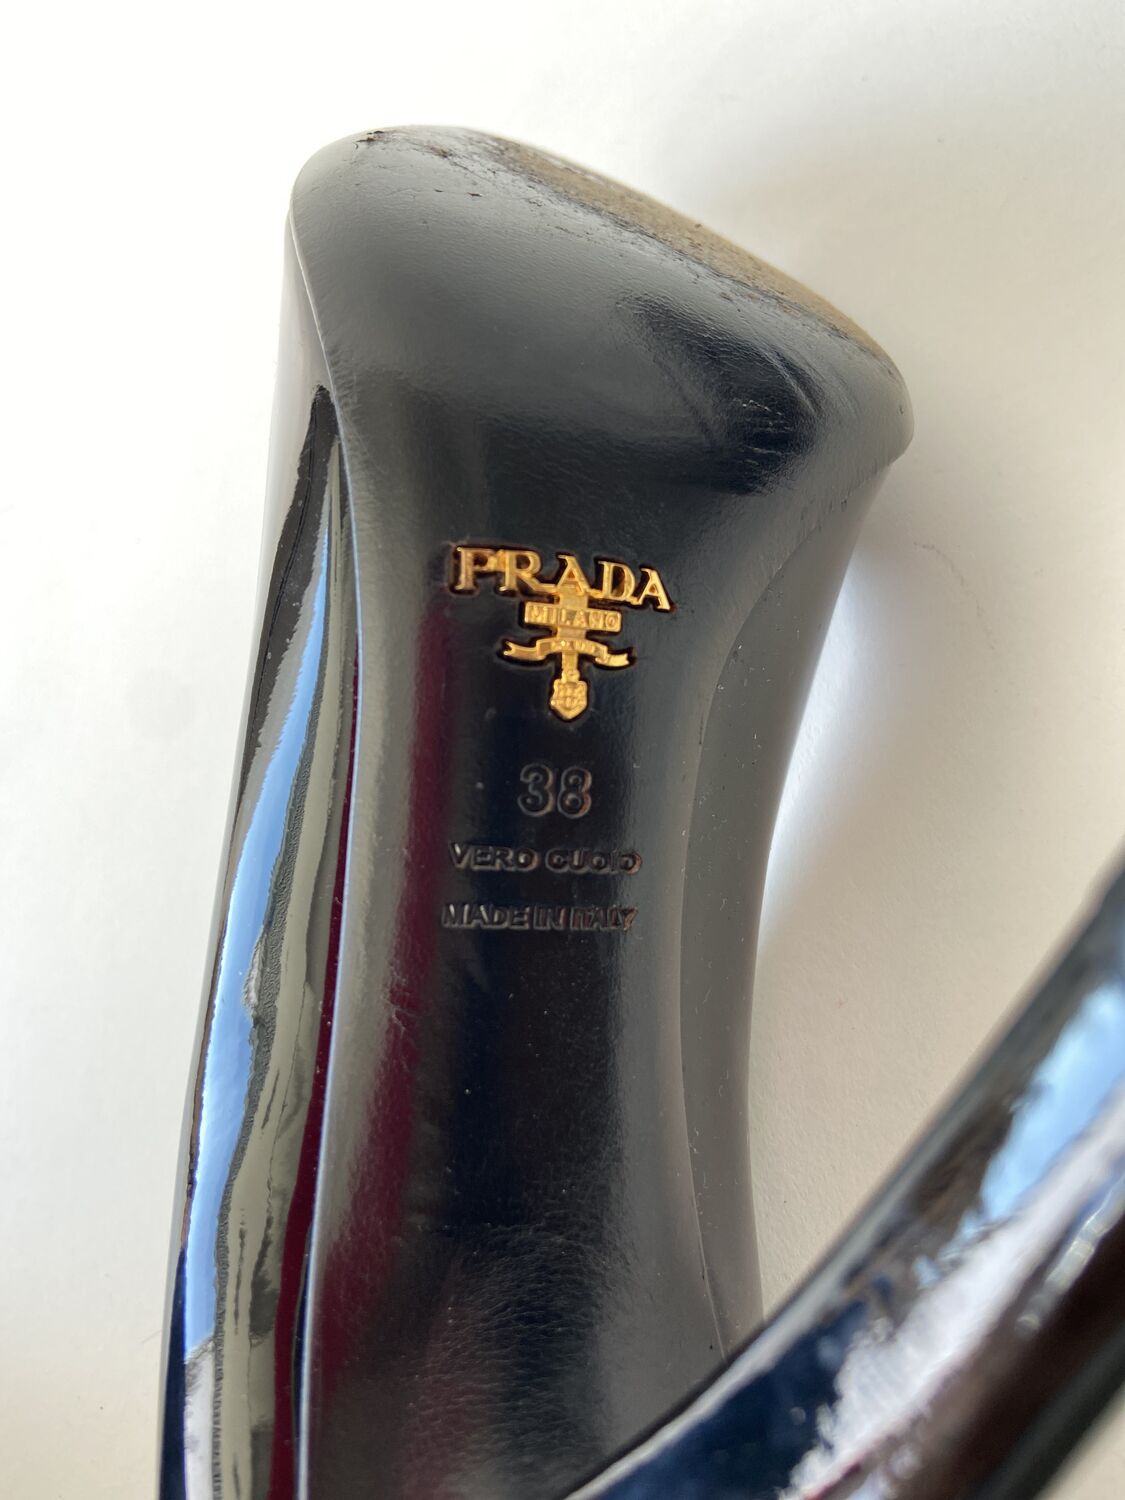 PRADA
MILANO
38
VERO CUOIO
MADE IN ITALY